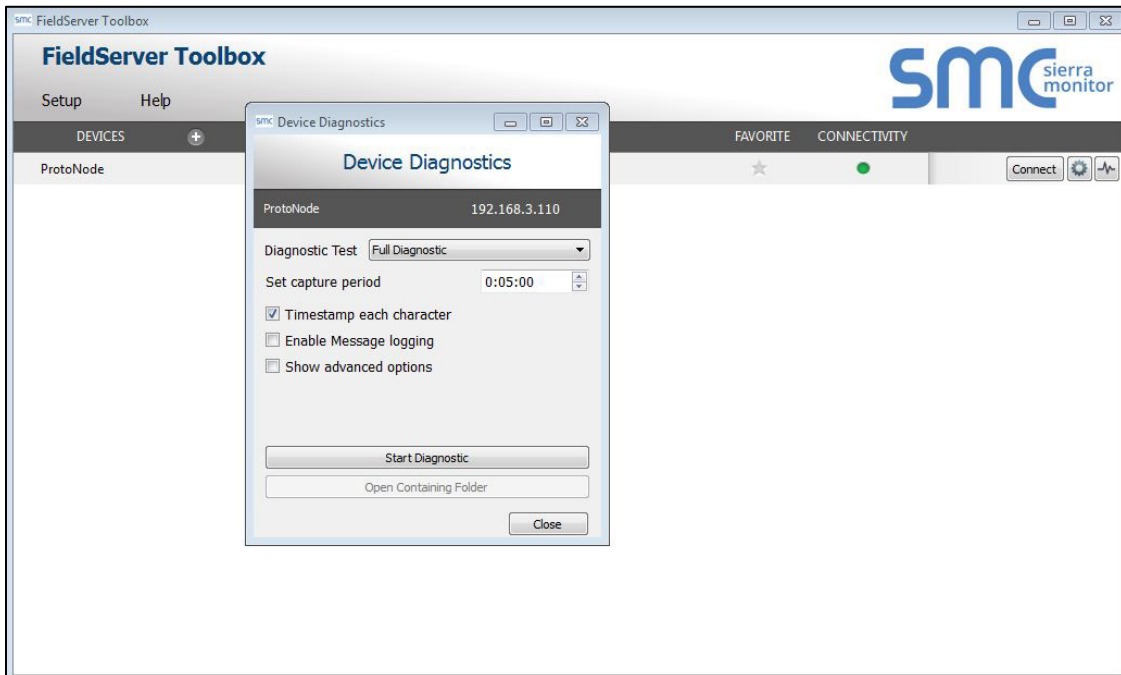 smc FieldServer Toolbox
FieldServer Toolbox
smc sierra monitor
Setup Help
DEVICES FAVORITE CONNECTIVITY
ProtoNode Connect
smc Device Diagnostics
Device Diagnostics
ProtoNode 192.168.3.110
Diagnostic Test Full Diagnostic
Set capture period 0:05:00
Timestamp each character
Enable Message logging
Show advanced options
Start Diagnostic
Open Containing Folder
Close